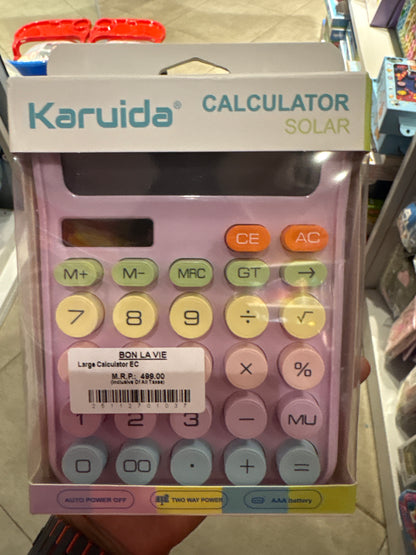 Karuida® CALCULATOR
SOLAR
CE AC
M+ M- MRC GT →
7 8 9 ÷ √
× %
BON LA VIE
Large Calculator EC
M.R.P.: 499.00
(Inclusive Of All Taxes)
25112701037
1 2 3 - MU
0 00 · + =
AUTO POWER OFF TWO WAY POWER AAA Battery